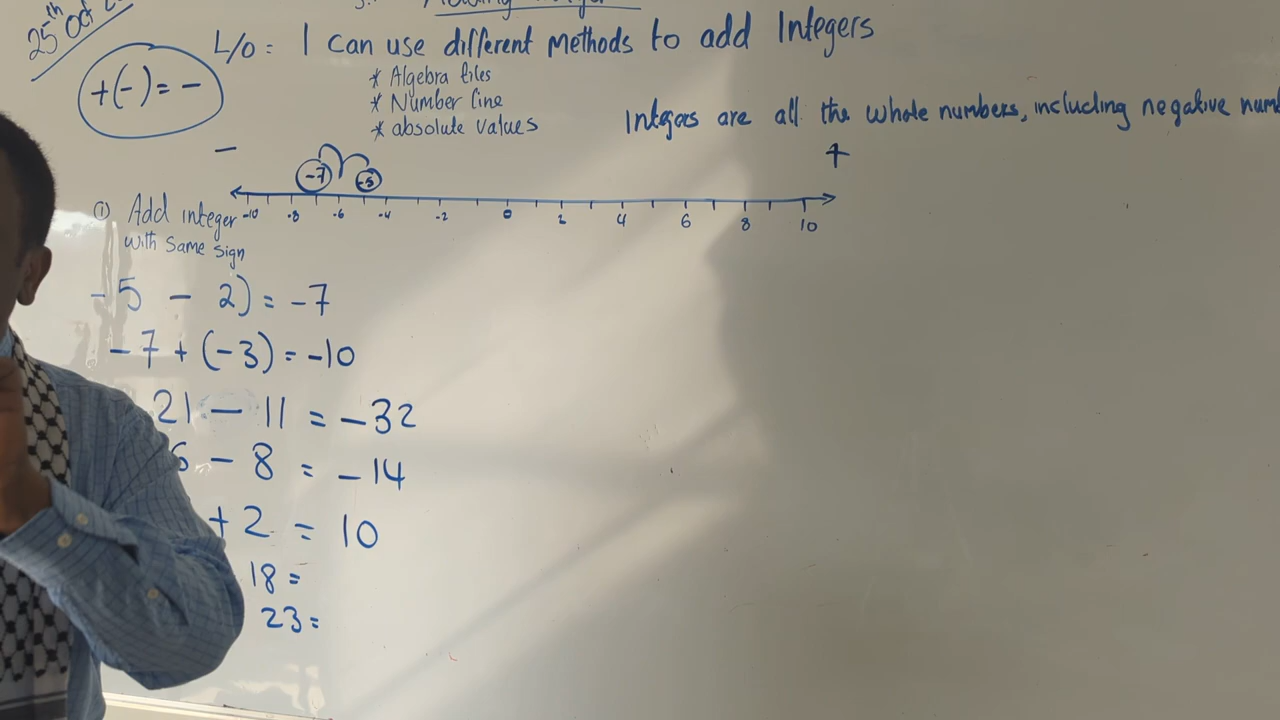 25th Oct
L/O = I can use different Methods to add Integers
+(-) = -
* Algebra tiles
* Number line
* absolute values
Integers are all the whole numbers, including negative num
- +
-7 -5
-10 -8 -6 -4 -2 0 2 4 6 8 10
① Add integer
with same sign
-5 - 2) = -7
-7 + (-3) = -10
21 - 11 = -32
6 - 8 = -14
+ 2 = 10
18 =
23 =